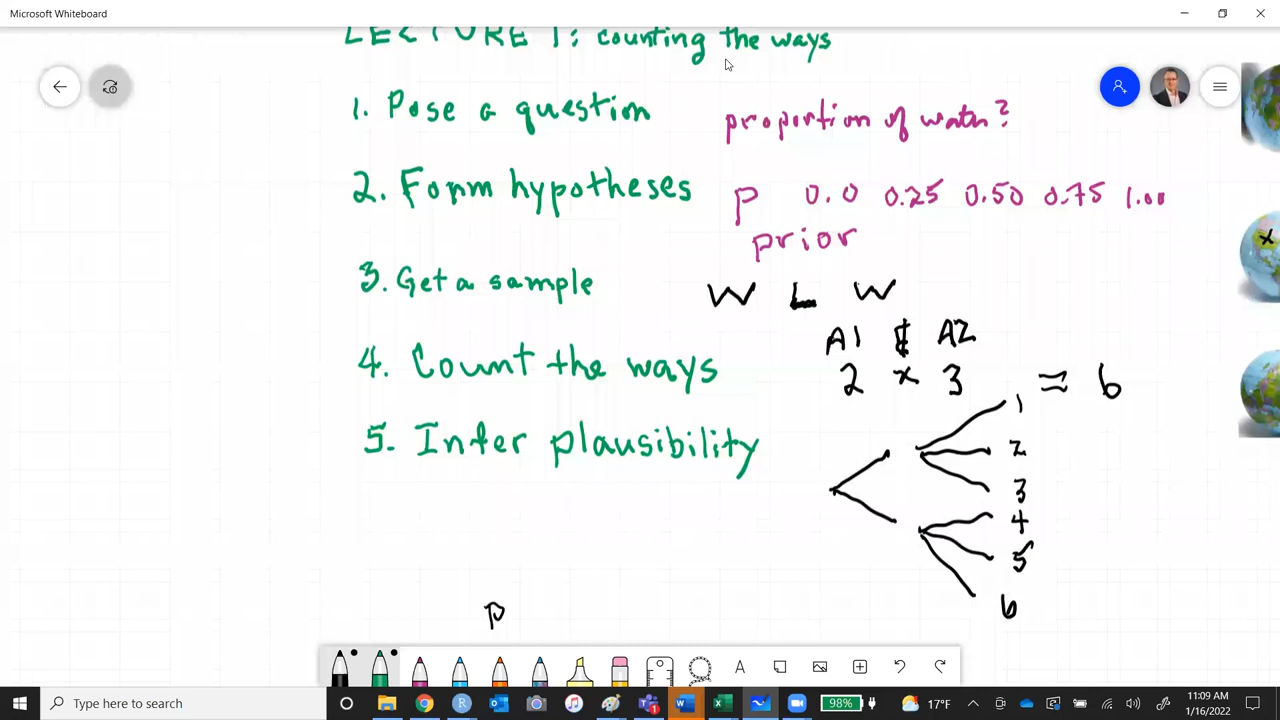 Microsoft Whiteboard
LECTURE 1: counting the ways
1. Pose a question
proportion of water?
2. Form hypotheses
p 0.0 0.25 0.50 0.75 1.00
prior
3. Get a sample
W L W
A1 & A2
4. Count the ways
2 x 3 = 6
5. Infer plausibility
1
2
3
4
5
6
p
A
Type here to search
98%
17°F
11:09 AM
1/16/2022